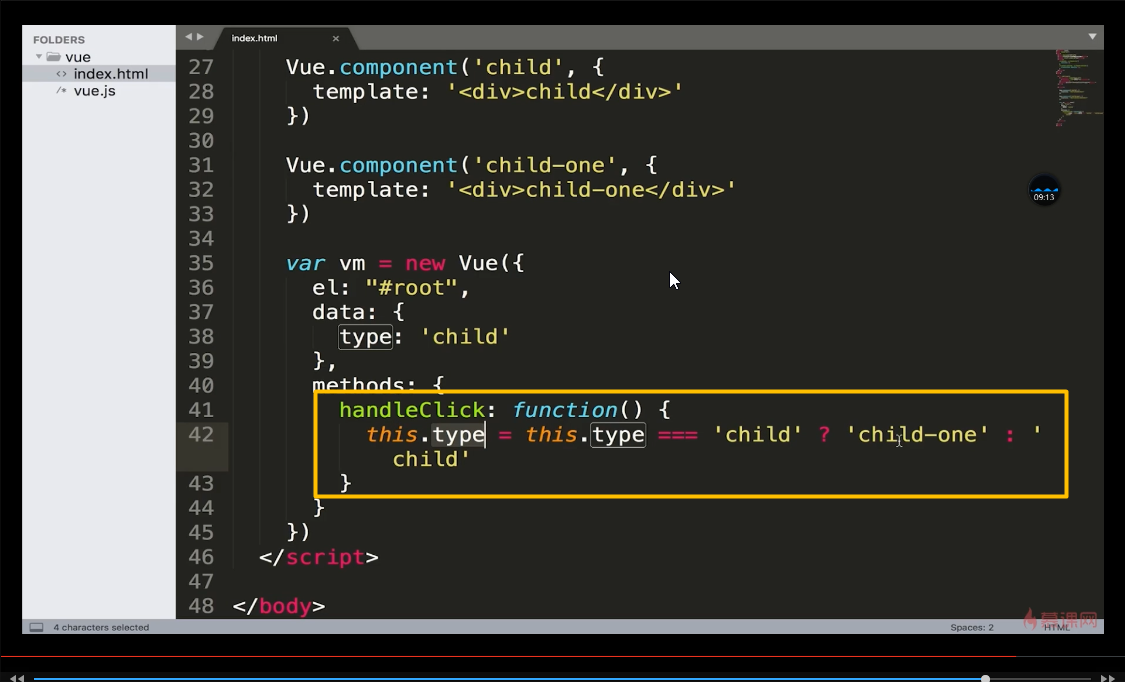 FOLDERS
vue
index.html
vue.js
index.html
27 Vue.component('child', {
28 template: '<div>child</div>'
29 })
30
31 Vue.component('child-one', {
32 template: '<div>child-one</div>'
33 })
34
35 var vm = new Vue({
36 el: "#root",
37 data: {
38 type: 'child'
39 },
40 methods: {
41 handleClick: function() {
42 this.type = this.type === 'child' ? 'child-one' : '
child'
43 }
44 }
45 })
46 </script>
47
48 </body>
09:13
4 characters selected
Spaces: 2
HTML
慕课网